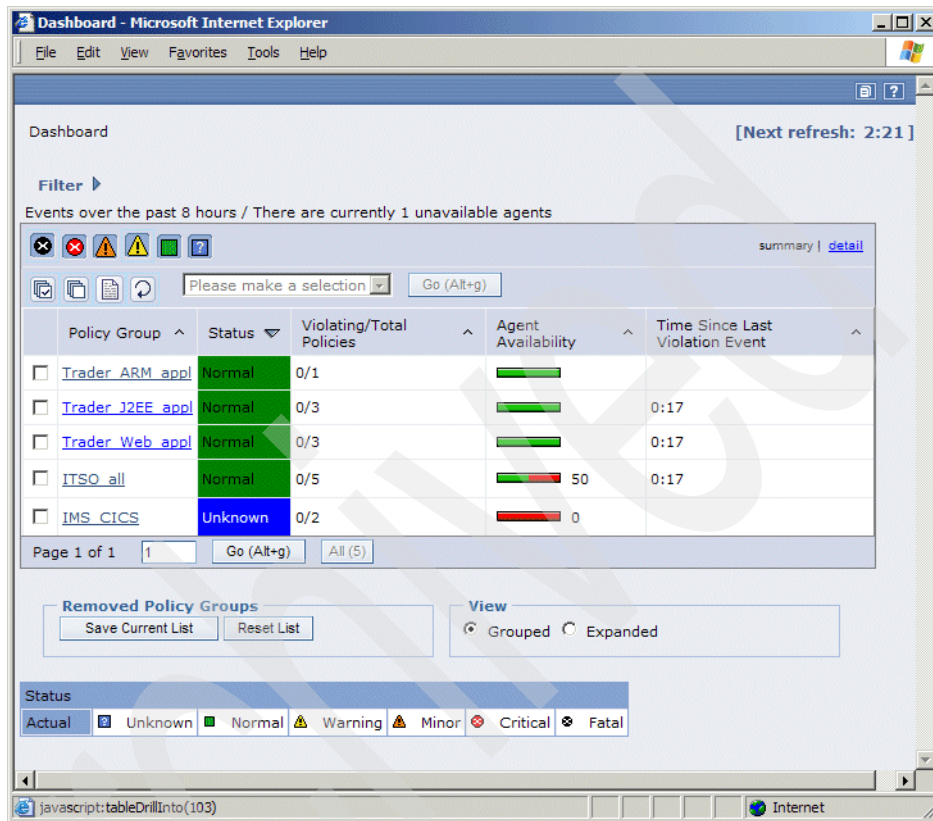 Dashboard - Microsoft Internet Explorer
File Edit View Favorites Tools Help
Dashboard
[Next refresh: 2:21 ]
Filter
Events over the past 8 hours / There are currently 1 unavailable agents
summary | detail
Please make a selection Go (Alt+g)
Policy Group Status Violating/Total Policies Agent Availability Time Since Last Violation Event
Trader_ARM_appl Normal 0/1
Trader_J2EE_appl Normal 0/3 0:17
Trader_Web_appl Normal 0/3 0:17
ITSO_all Normal 0/5 50 0:17
IMS_CICS Unknown 0/2 0
Page 1 of 1 1 Go (Alt+g) All (5)
Removed Policy Groups
Save Current List Reset List
View
Grouped Expanded
Status
Actual ? Unknown Normal Warning Minor Critical Fatal
javascript:tableDrillInto(103) Internet
Archived